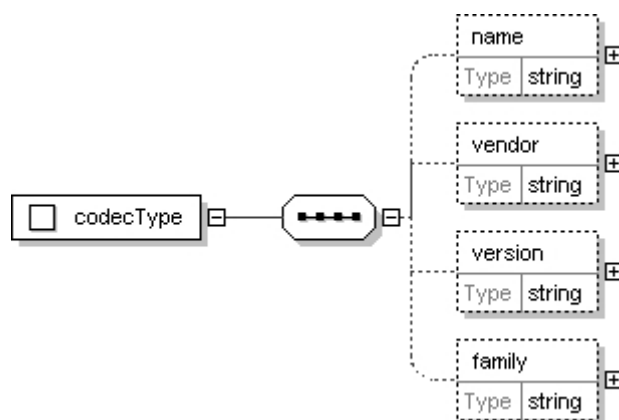 name
Type string
vendor
Type string
codecType
version
Type string
family
Type string